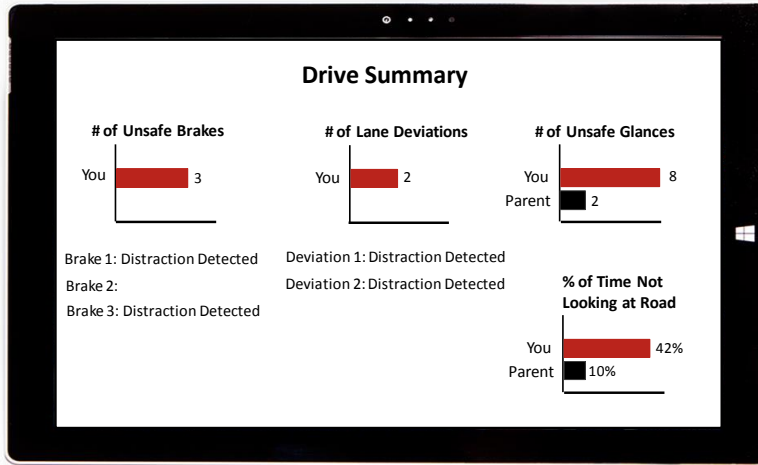 Drive Summary
# of Unsafe Brakes
You 3
Brake 1: Distraction Detected
Brake 2:
Brake 3: Distraction Detected
# of Lane Deviations
You 2
Deviation 1: Distraction Detected
Deviation 2: Distraction Detected
# of Unsafe Glances
You 8
Parent 2
% of Time Not
Looking at Road
You 42%
Parent 10%